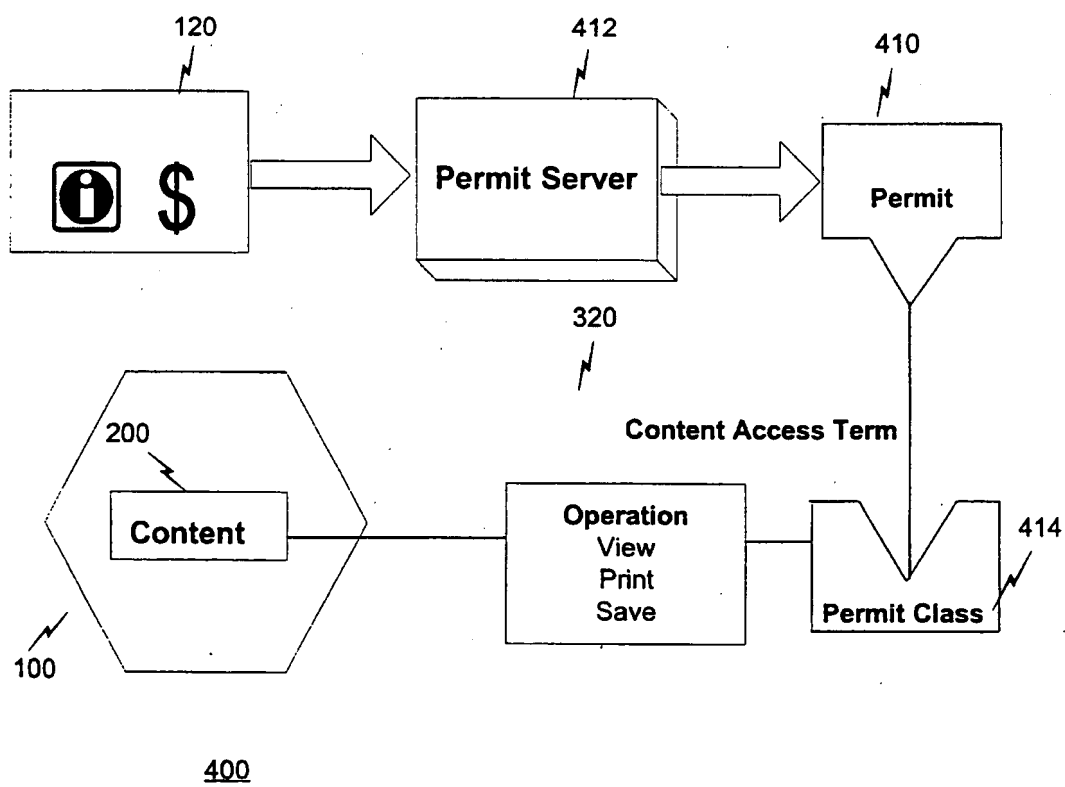 120
412
410
i $
Permit Server
Permit
320
Content Access Term
200
Content
Operation
View
Print
Save
414
Permit Class
100
400